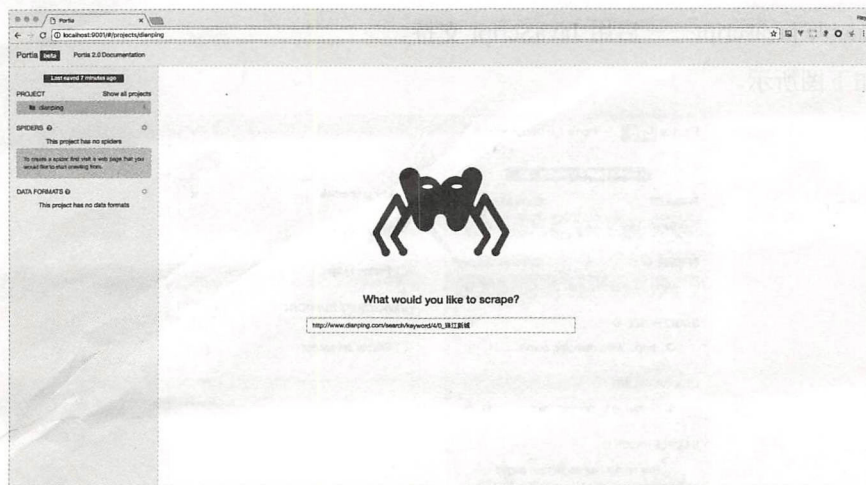 Portia
Ray
localhost:9001/#/projects/dianping
Portia beta Portia 2.0 Documentation
Last saved 7 minutes ago
PROJECT Show all projects
dianping
SPIDERS
This project has no spiders
To create a spider first visit a web page that you
would like to start crawling from.
DATA FORMATS
This project has no data formats
What would you like to scrape?
http://www.dianping.com/search/keyword/4/0_珠江新城